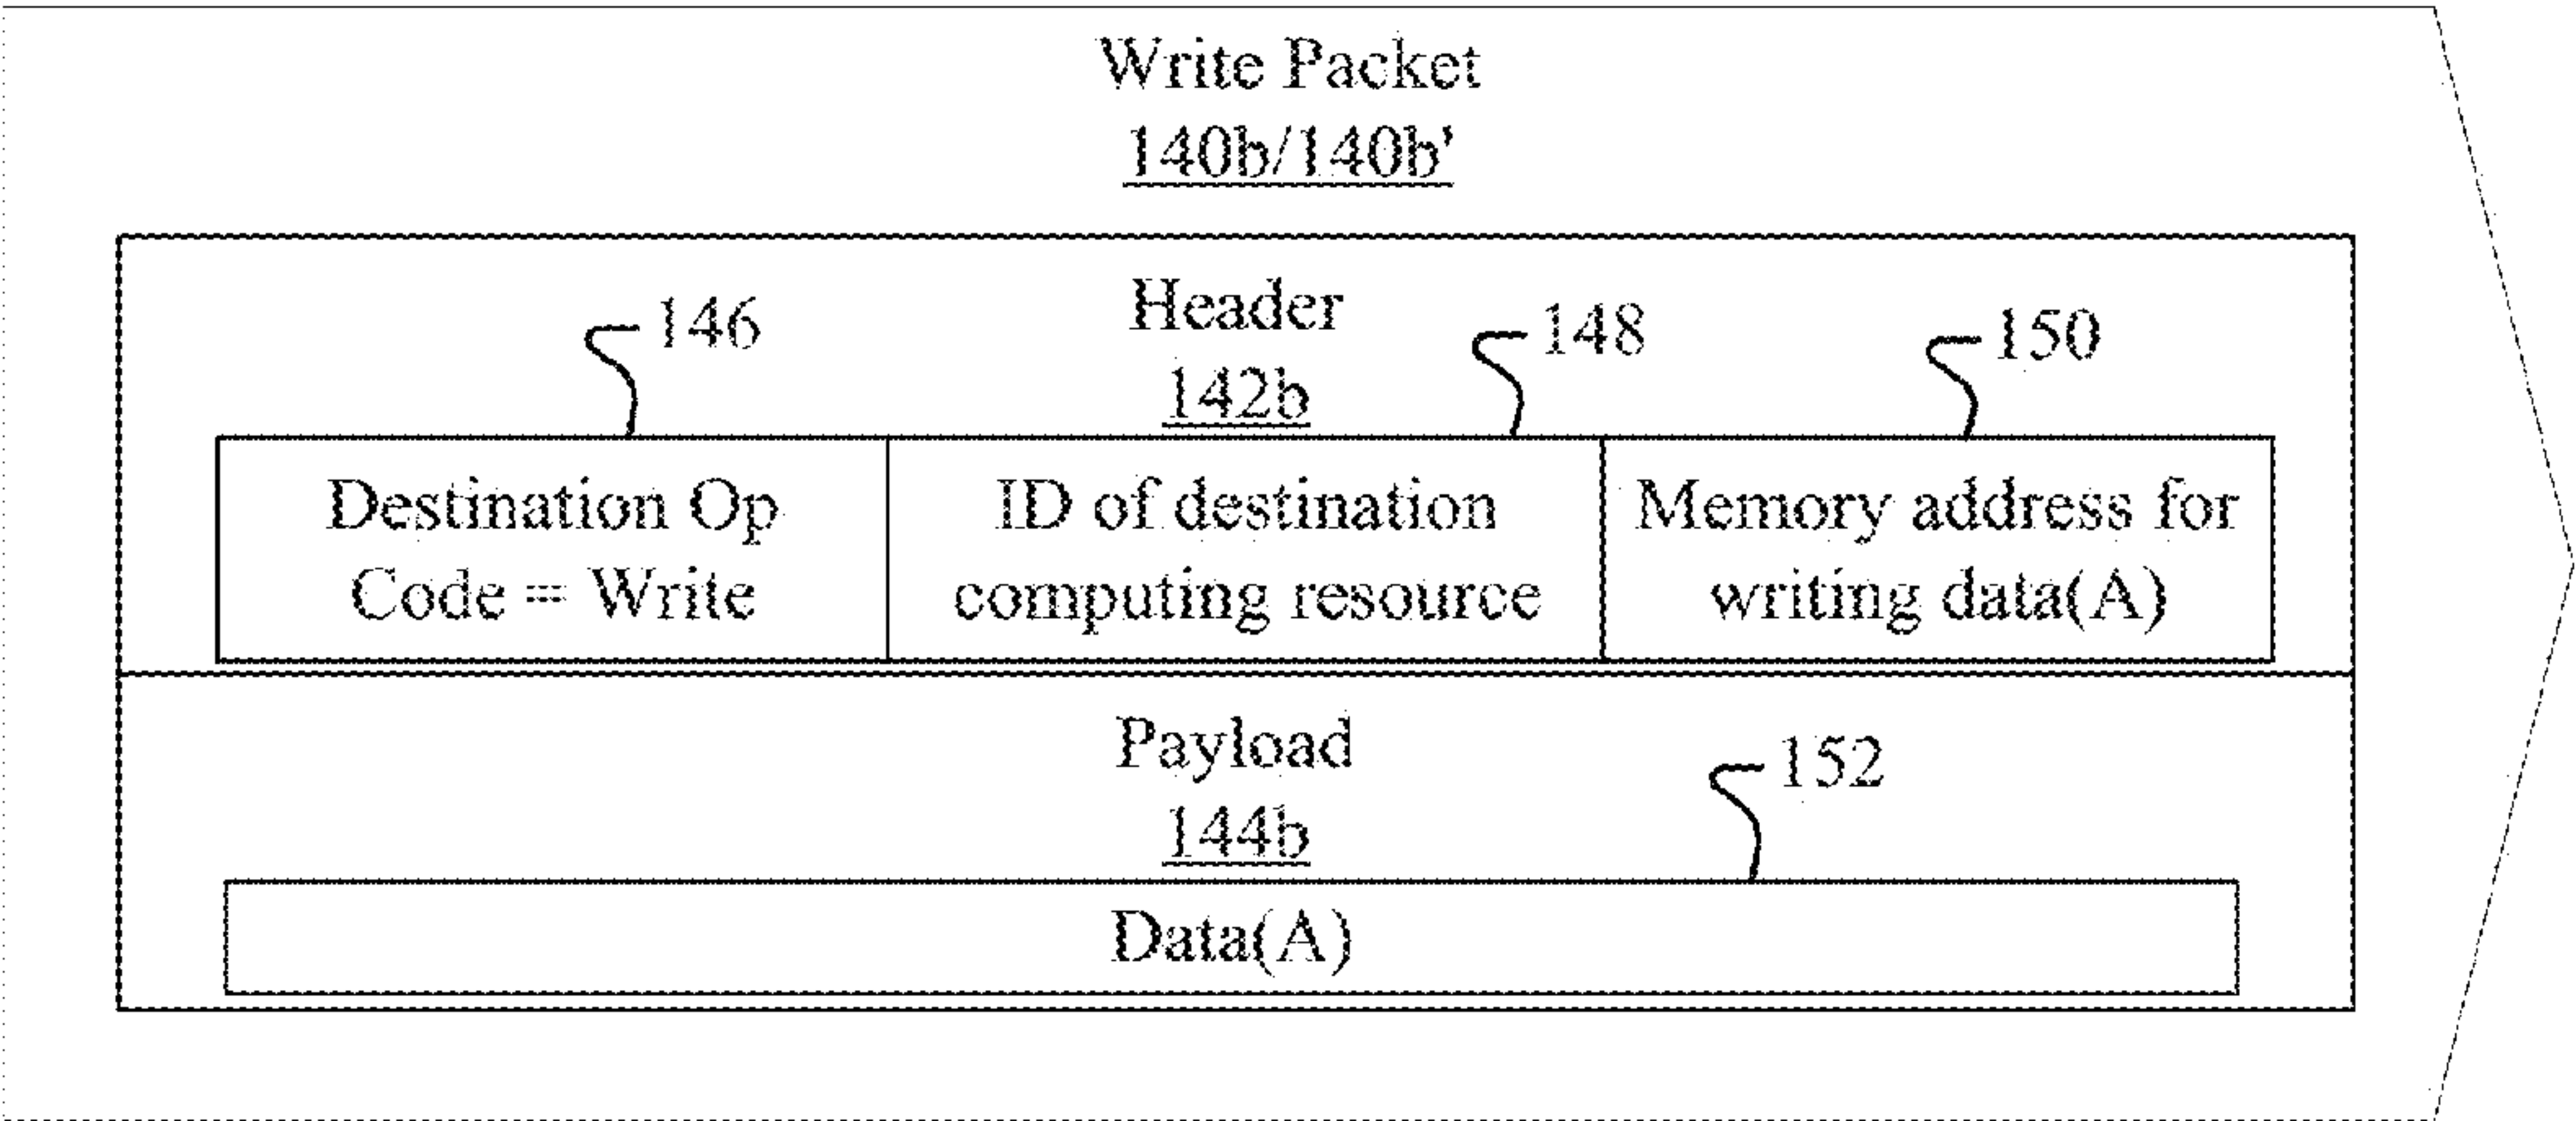 Write Packet
140b/140b'
Header
142b
146
148
150
Destination Op
Code = Write
ID of destination
computing resource
Memory address for
writing data(A)
Payload
144b
152
Data(A)